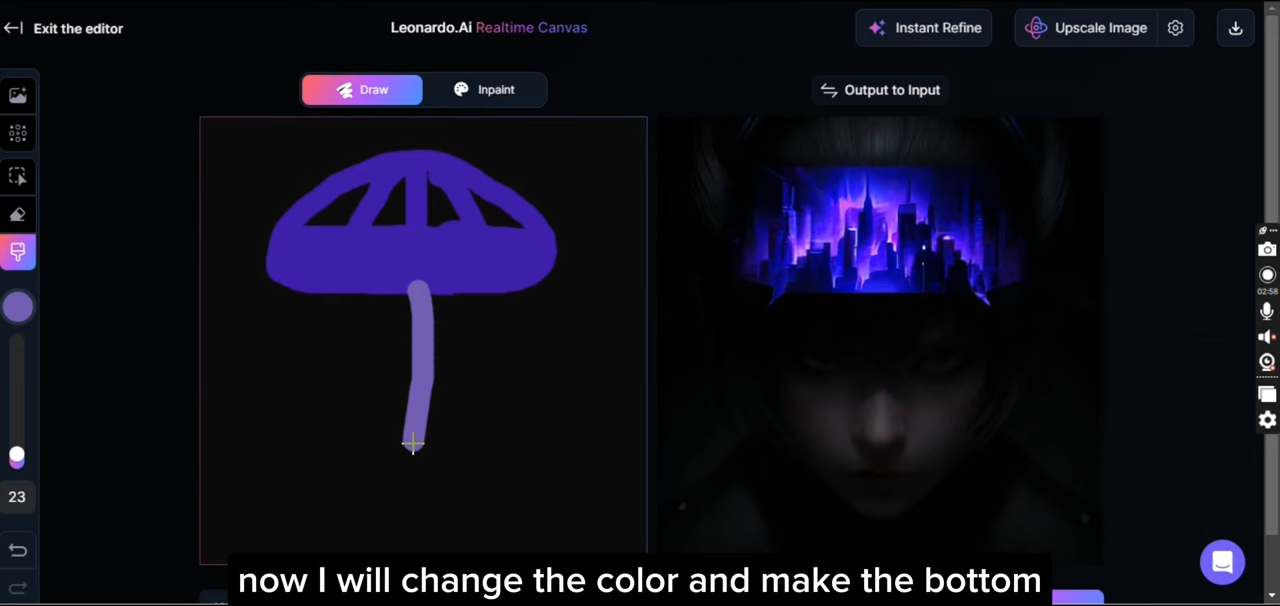 Exit the editor
Leonardo.Ai Realtime Canvas
Instant Refine
Upscale Image
Draw
Inpaint
Output to Input
02:58
23
now I will change the color and make the bottom